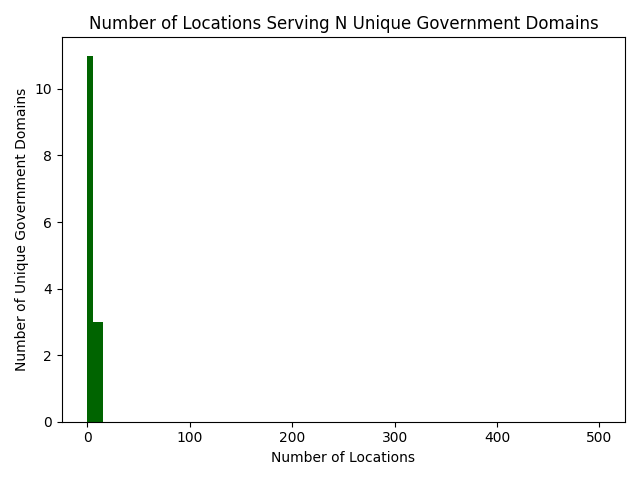 Number of Locations Serving N Unique Government Domains
Number of Unique Government Domains
10
8
6
4
2
0
0 100 200 300 400 500
Number of Locations